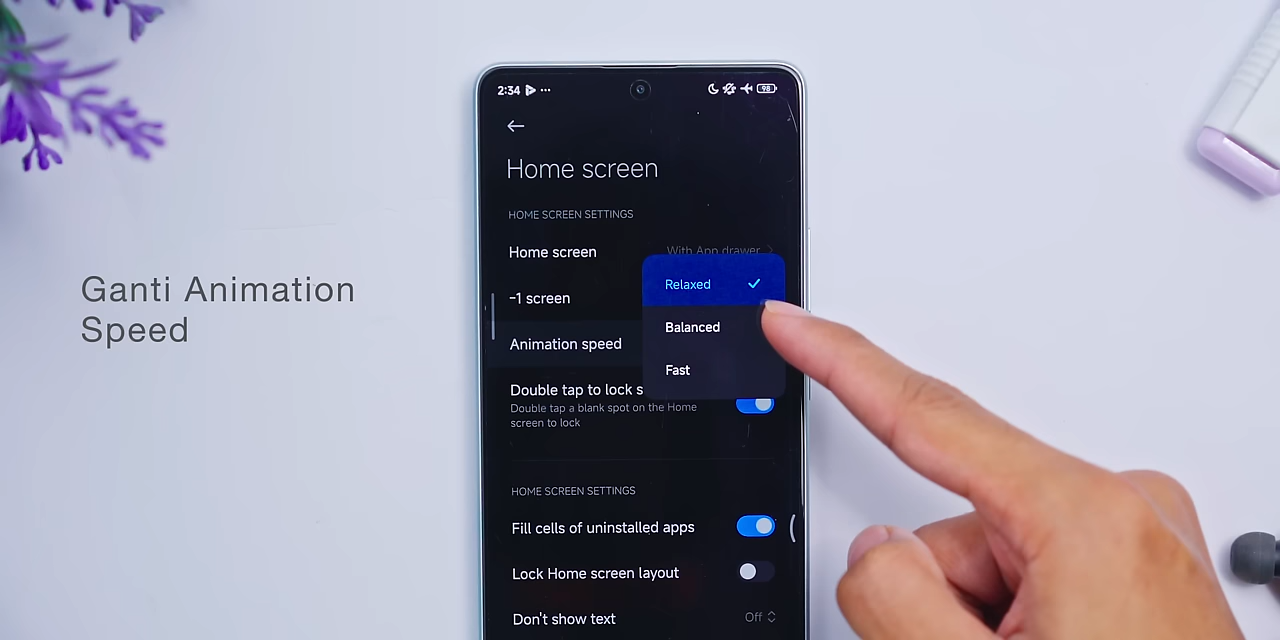 Ganti Animation
Speed
2:34
98
Home screen
HOME SCREEN SETTINGS
Home screen
With App drawer
-1 screen
Relaxed
Balanced
Animation speed
Fast
Double tap to lock s
Double tap a blank spot on the Home
screen to lock
HOME SCREEN SETTINGS
Fill cells of uninstalled apps
Lock Home screen layout
Don't show text
Off